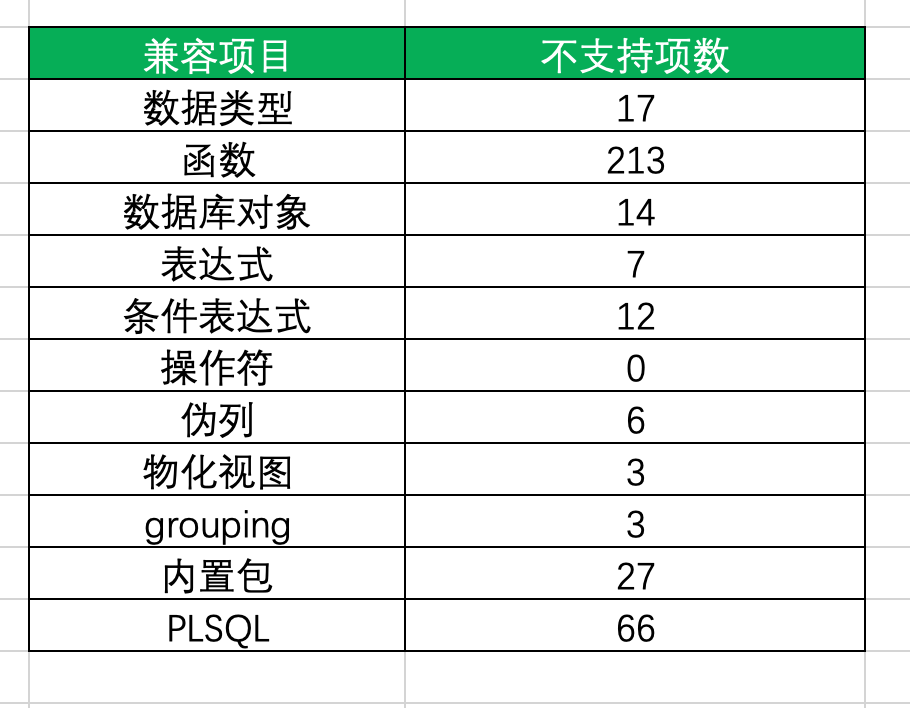 兼容项目 不支持项数
数据类型 17
函数 213
数据库对象 14
表达式 7
条件表达式 12
操作符 0
伪列 6
物化视图 3
grouping 3
内置包 27
PLSQL 66